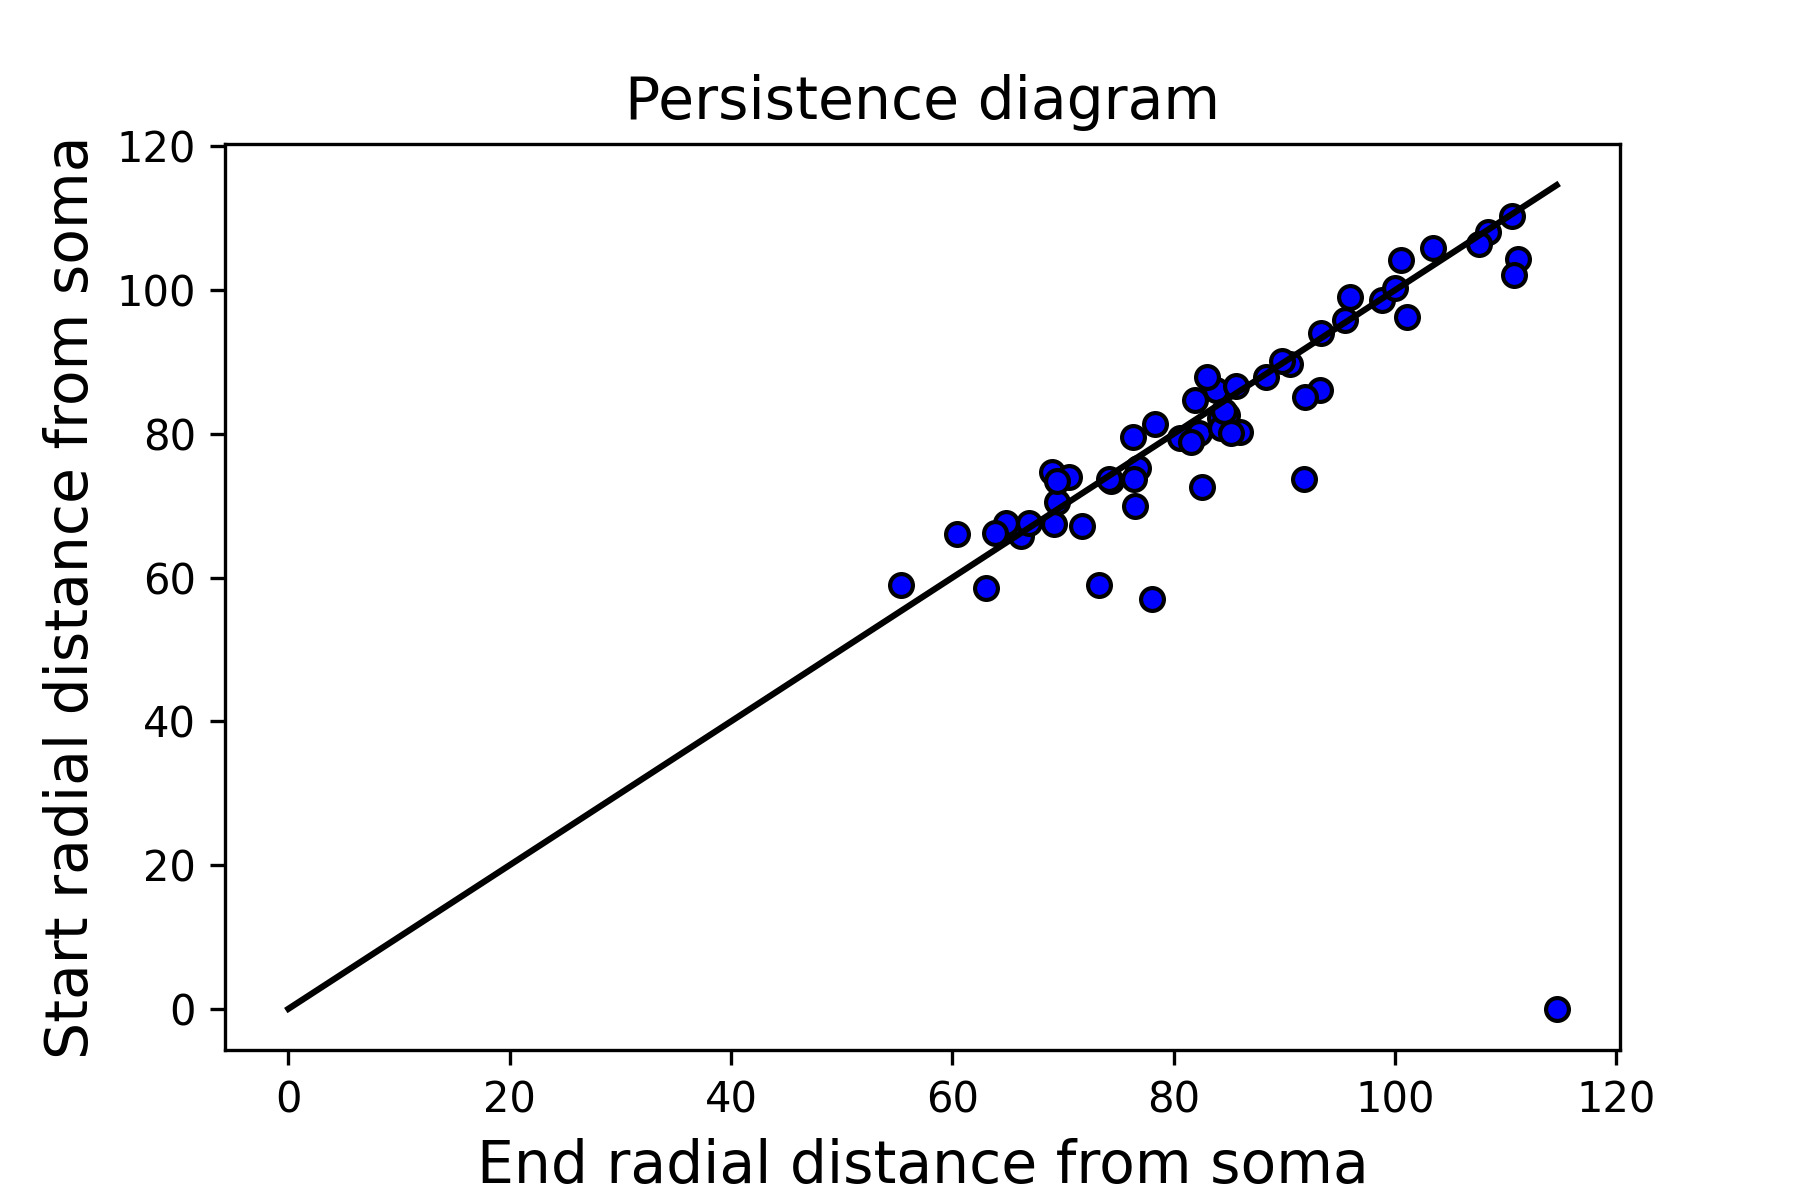 Persistence diagram
Start radial distance from soma
120
100
80
60
40
20
0
0 20 40 60 80 100 120
End radial distance from soma